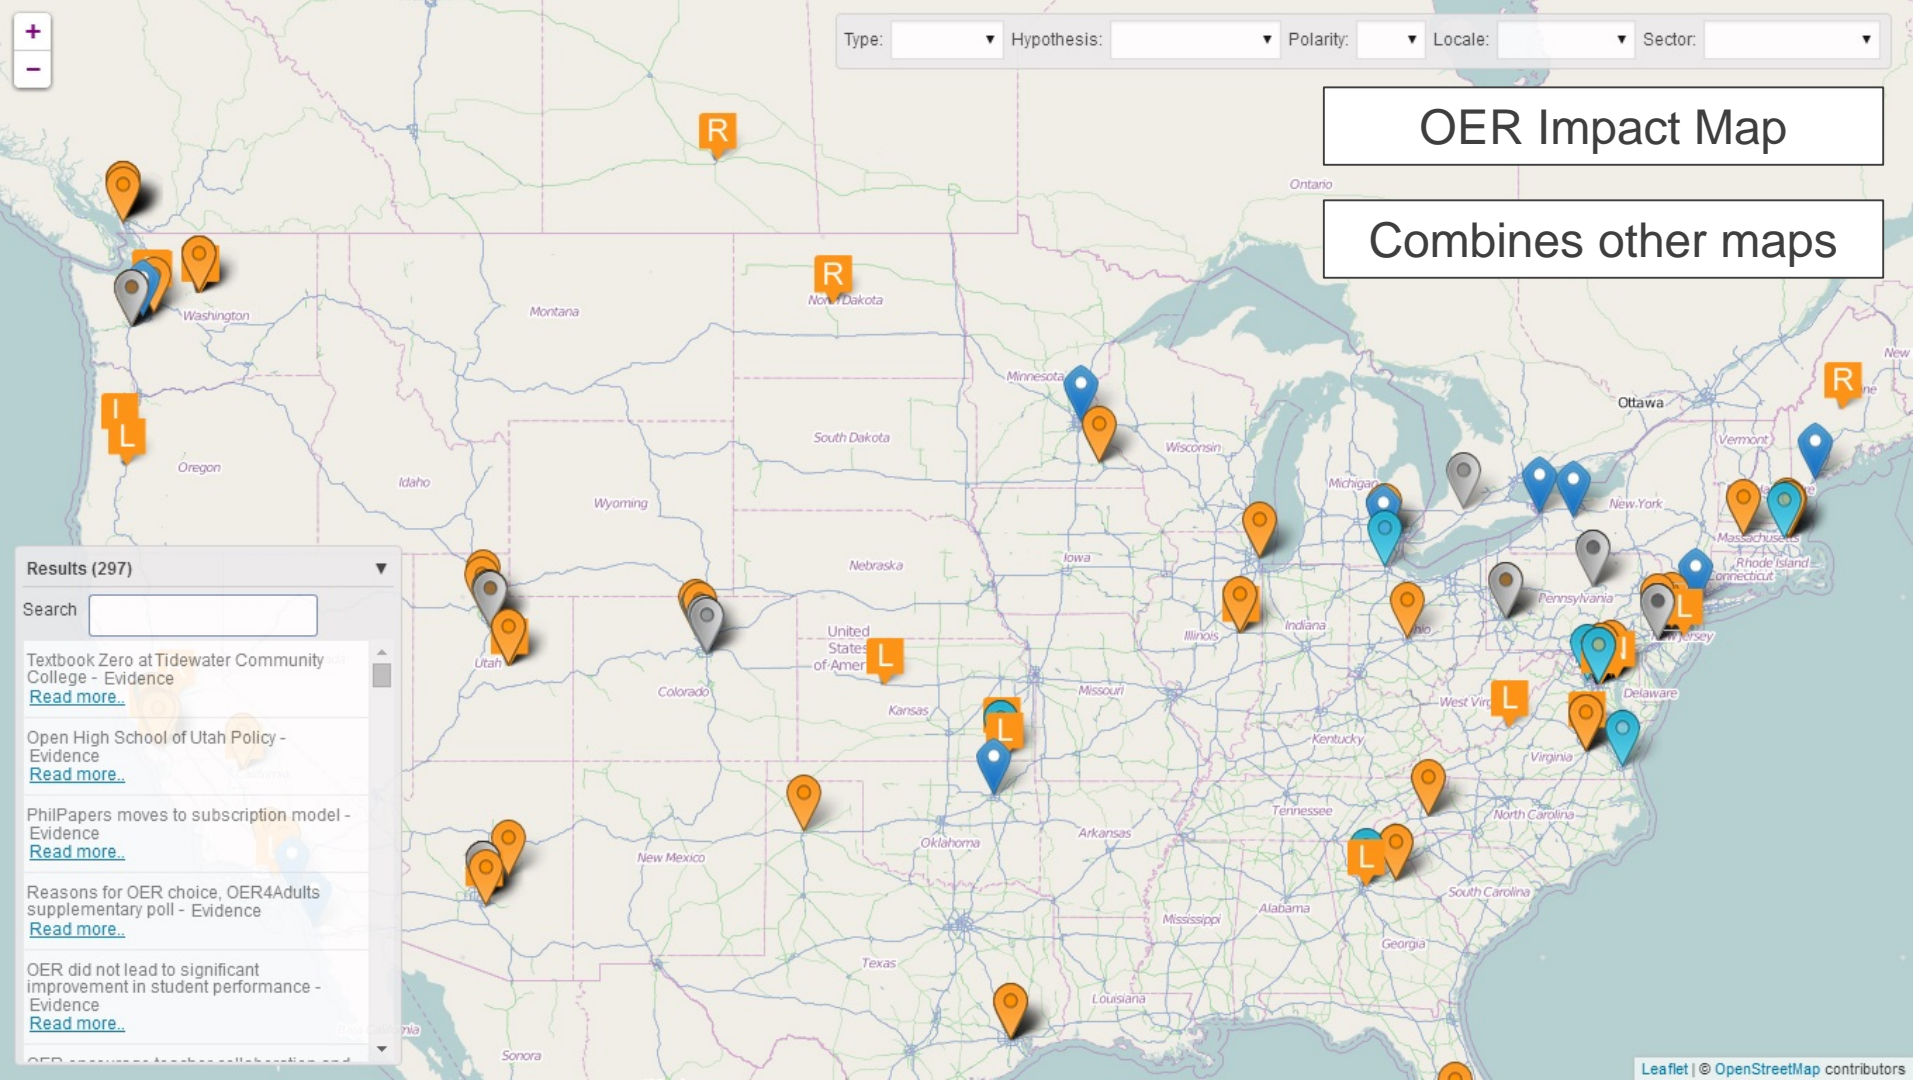 +
−
Type:
Hypothesis:
Polarity:
Locale:
Sector:
OER Impact Map
Combines other maps
R
Ontario
R
North Dakota
Washington
Montana
New
Minnesota
R
Ottawa
I
L
South Dakota
Wisconsin
Vermont
Oregon
Idaho
Wyoming
Michigan
New York
Massachusetts
Iowa
Nebraska
Rhode Island
Connecticut
Pennsylvania
L
Illinois
Indiana
United
States
L
Utah
Colorado
Missouri
Kansas
L
L
Delaware
Kentucky
Virginia
Tennessee
North Carolina
Oklahoma
Arkansas
New Mexico
L
South Carolina
Mississippi
Alabama
Georgia
Texas
Louisiana
Sonora
Results (297)
Search
Textbook Zero at Tidewater Community
College - Evidence
Read more..
Open High School of Utah Policy -
Evidence
Read more..
PhilPapers moves to subscription model -
Evidence
Read more..
Reasons for OER choice, OER4Adults
supplementary poll - Evidence
Read more..
OER did not lead to significant
improvement in student performance -
Evidence
Read more..
Leaflet | © OpenStreetMap contributors